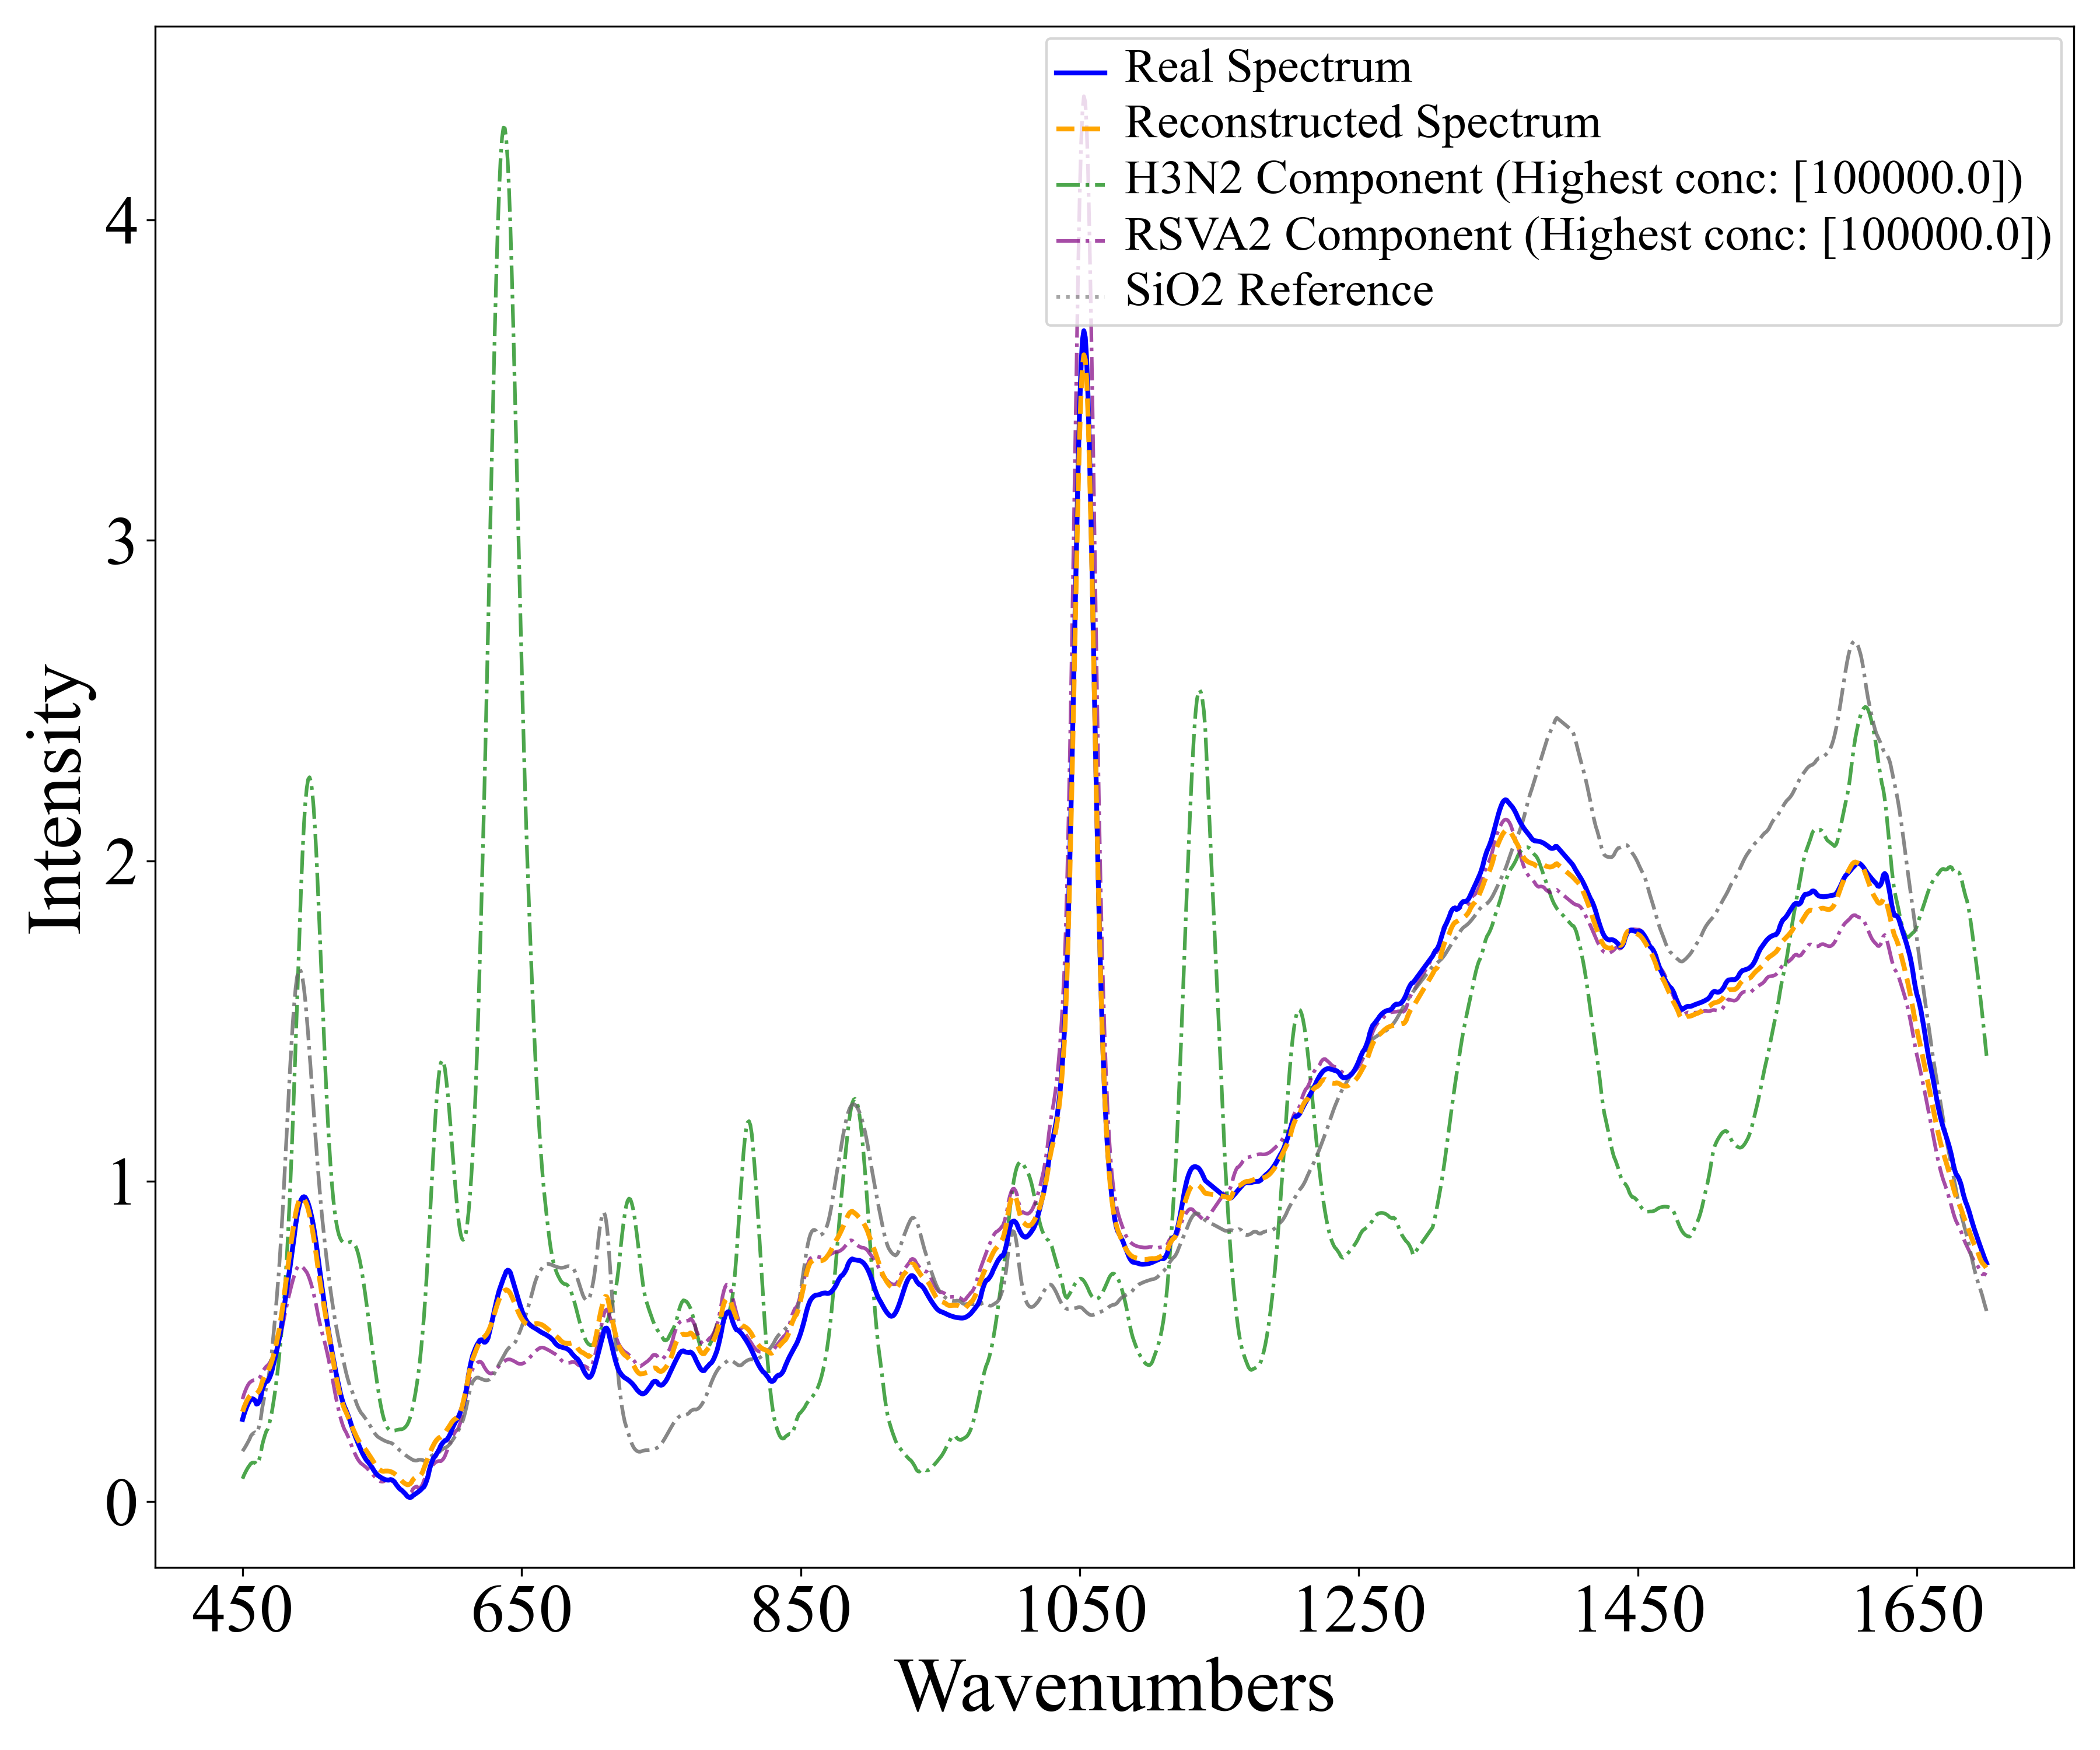 Real Spectrum
Reconstructed Spectrum
H3N2 Component (Highest conc: [100000.0])
RSVA2 Component (Highest conc: [100000.0])
SiO2 Reference
Intensity
4
3
2
1
0
450 650 850 1050 1250 1450 1650
Wavenumbers